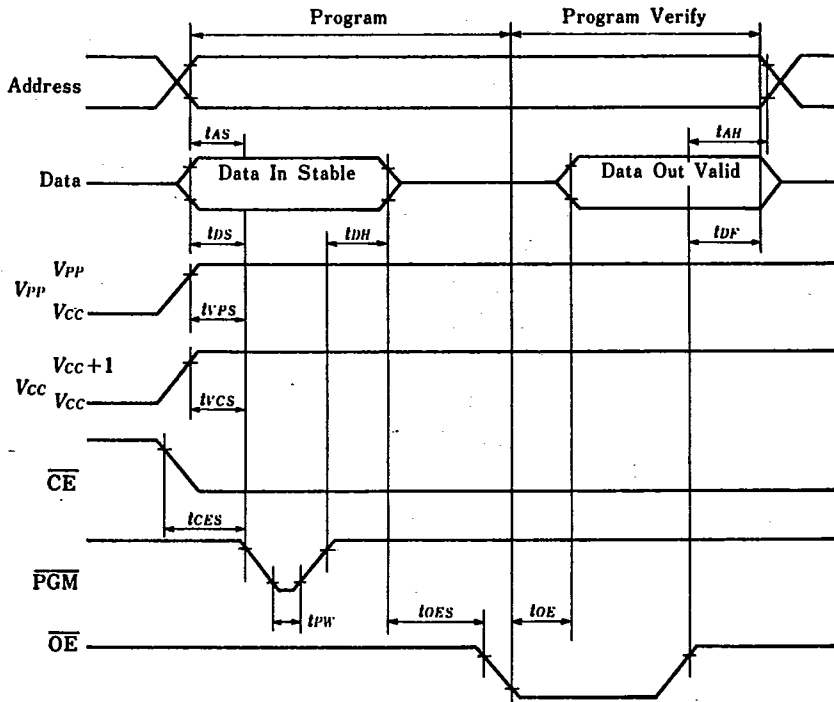 Program Program Verify
Address
tAS tAH
Data Data In Stable Data Out Valid
tDS tDH tDF
VPP
VPP
VCC
tVPS
VCC+1
VCC
VCC
tVCS
CE
tCES
PGM
tPW tOES tOE
OE